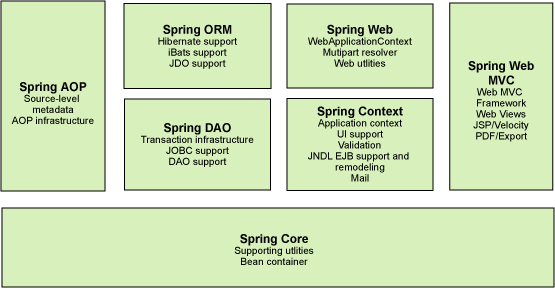 Spring AOP
Source-level
metadata
AOP infrastructure
Spring ORM
Hibernate support
iBats support
JDO support
Spring DAO
Transaction infrastructure
JOBC support
DAO support
Spring Web
WebApplicationContext
Mutipart resolver
Web utlities
Spring Context
Application context
UI support
Validation
JNDL EJB support and
remodeling
Mail
Spring Web
MVC
Web MVC
Framework
Web Views
JSP/Velocity
PDF/Export
Spring Core
Supporting utlities
Bean container